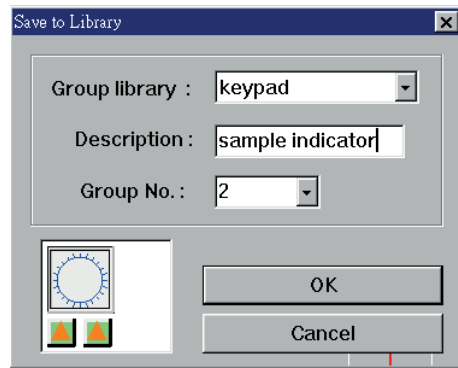 Save to Library
Group library : keypad
Description : sample indicator
Group No. : 2
OK
Cancel